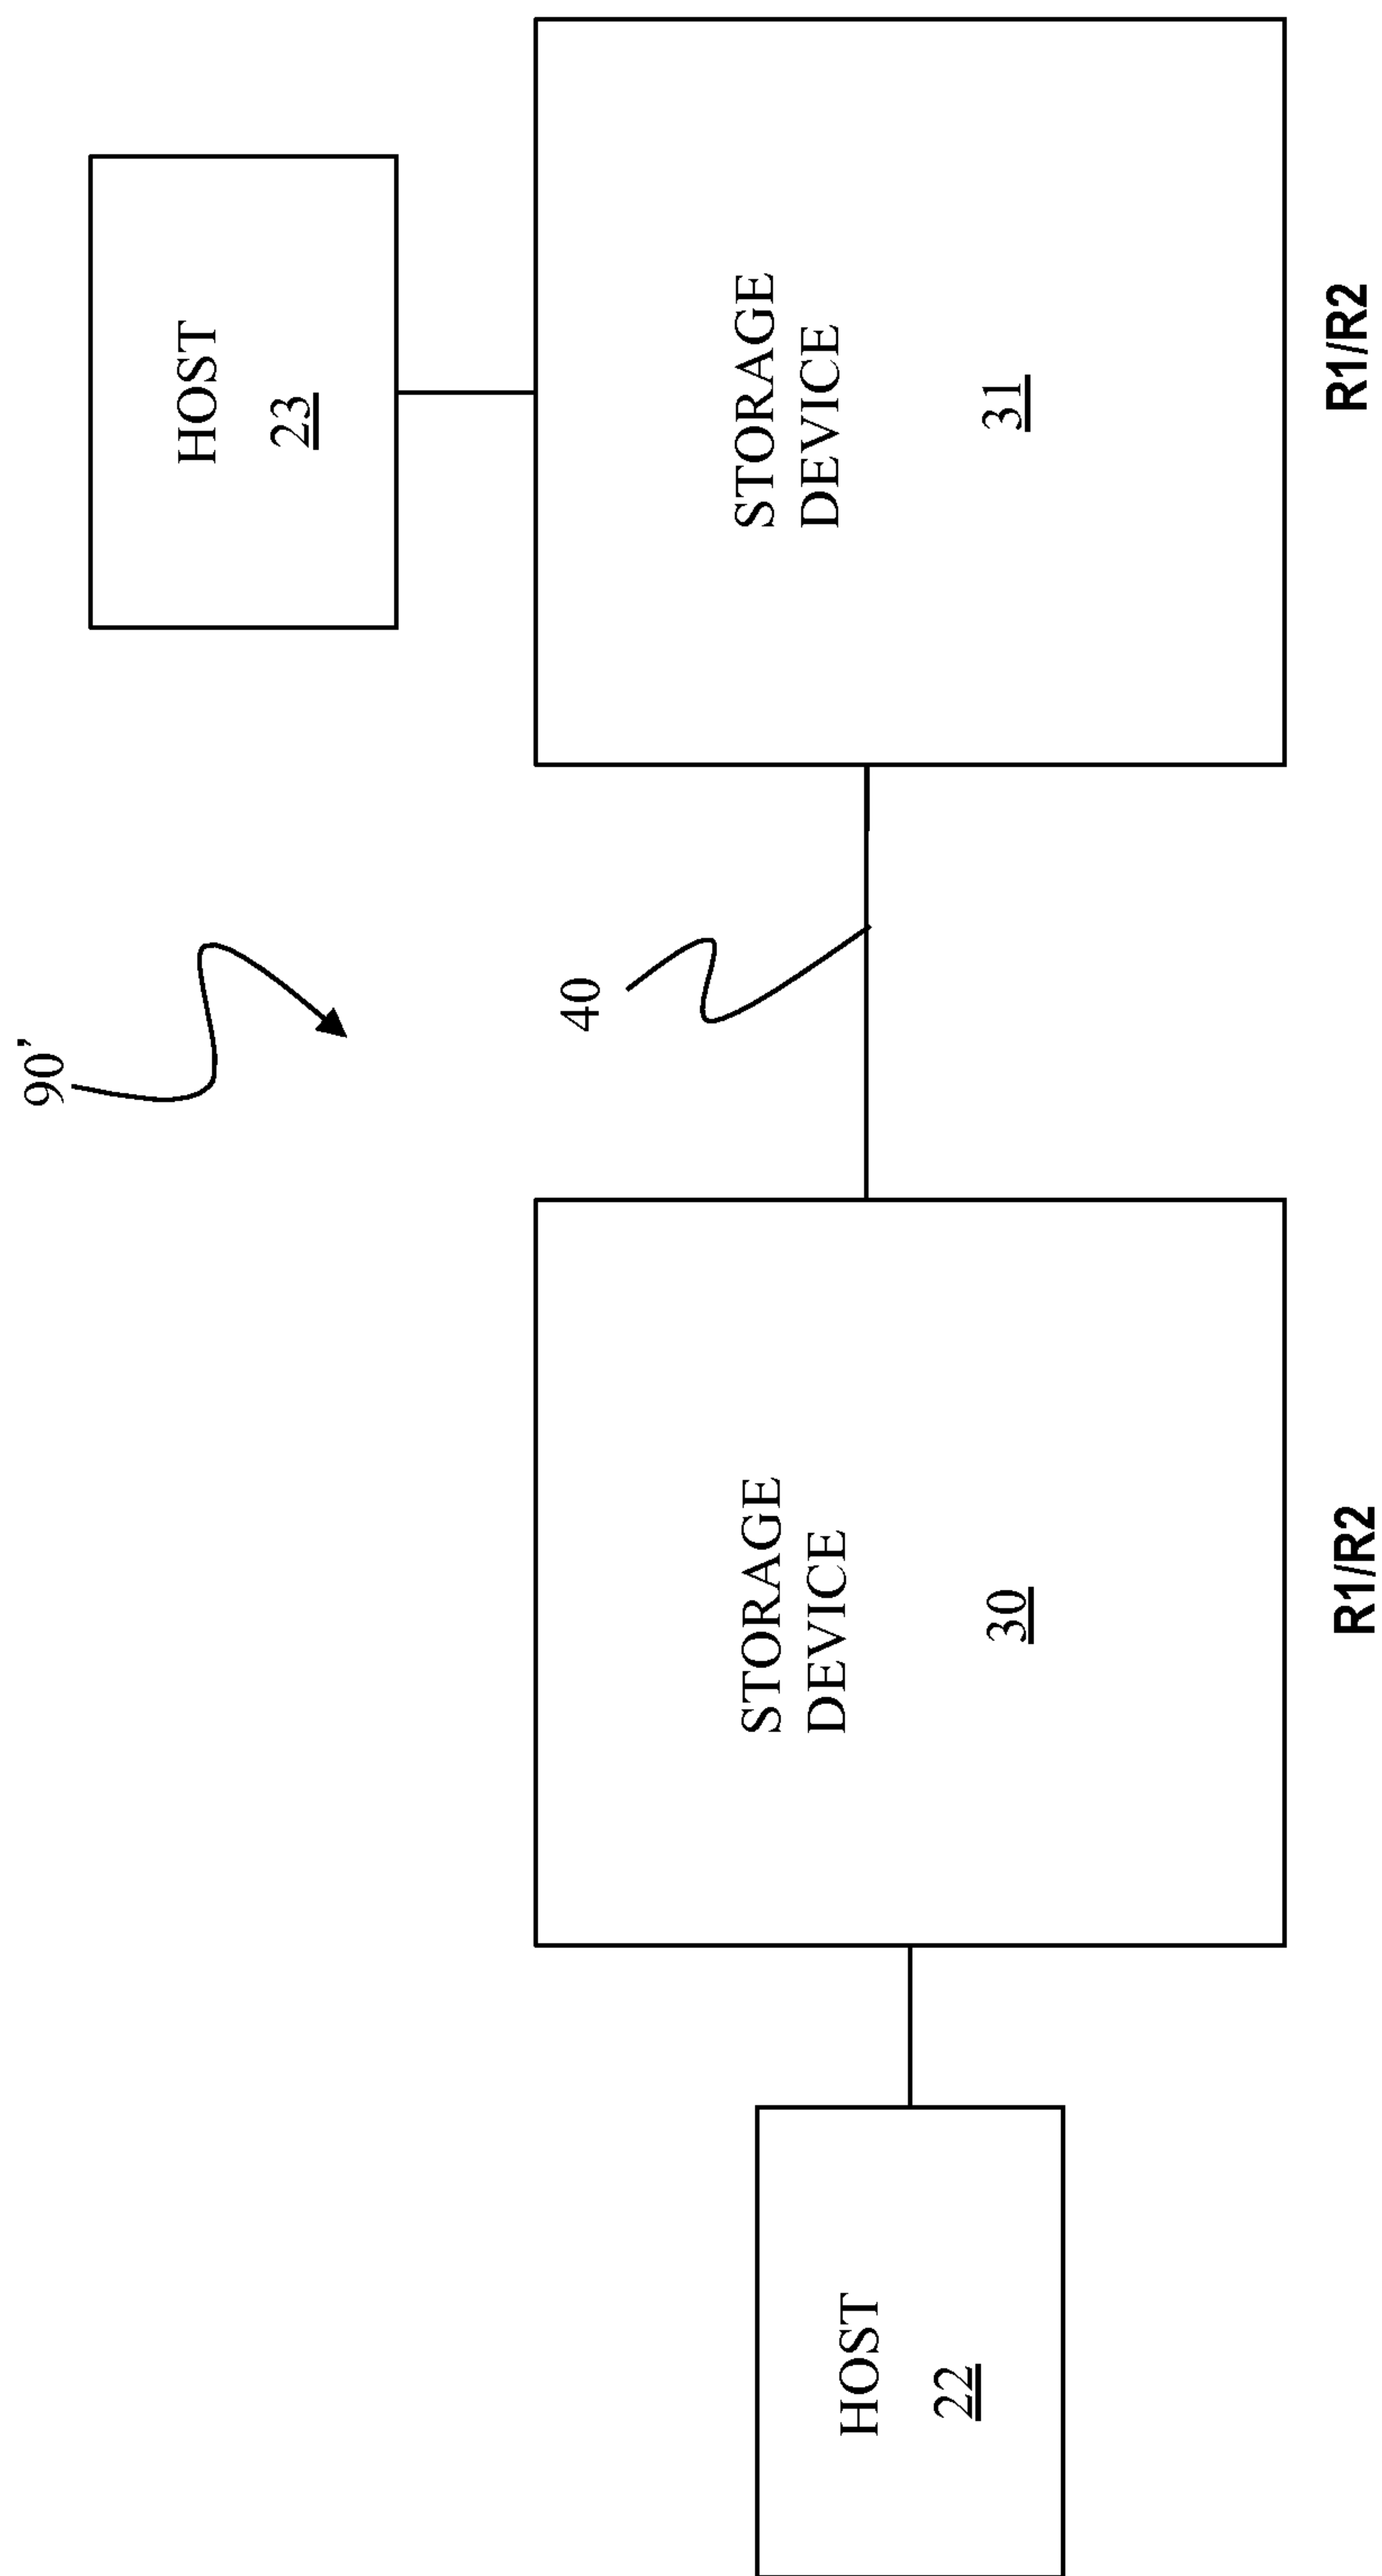 90'
HOST
23
40
STORAGE
DEVICE
31
R1/R2
STORAGE
DEVICE
30
R1/R2
HOST
22